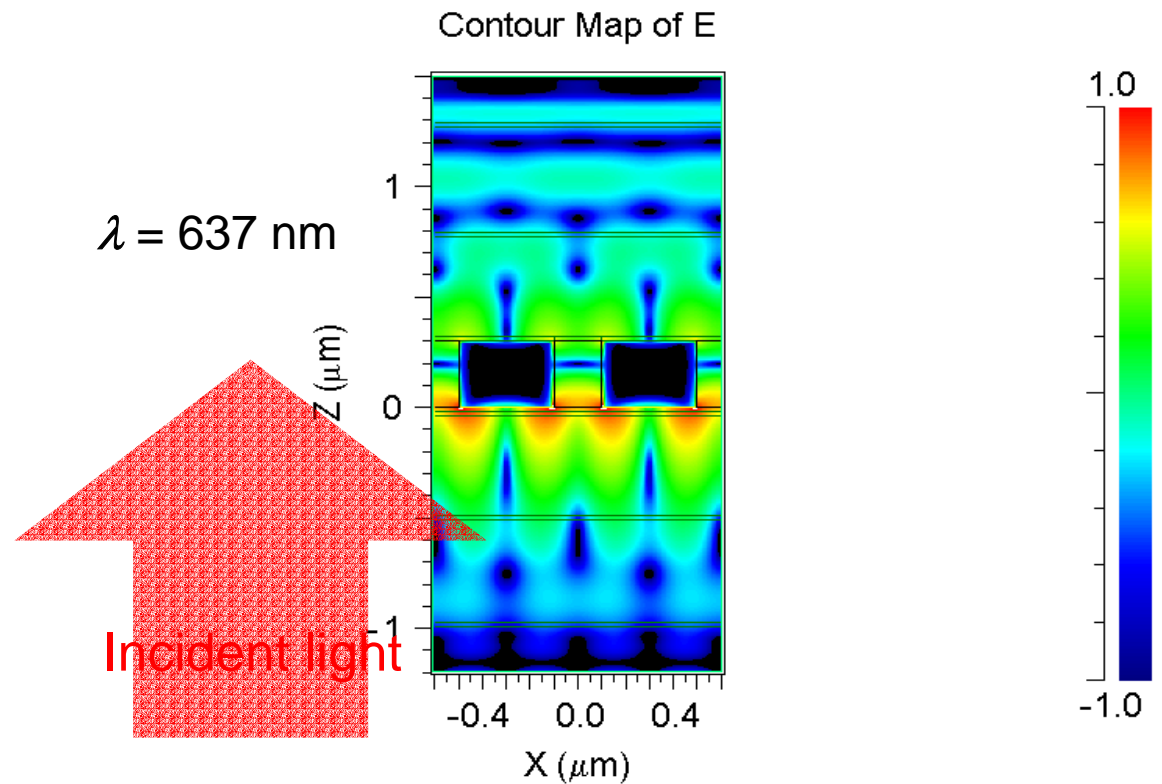 Contour Map of E
1.0
1
λ = 637 nm
Z (μm)
0
-1
Incident light
-1.0
-0.4 0.0 0.4
X (μm)